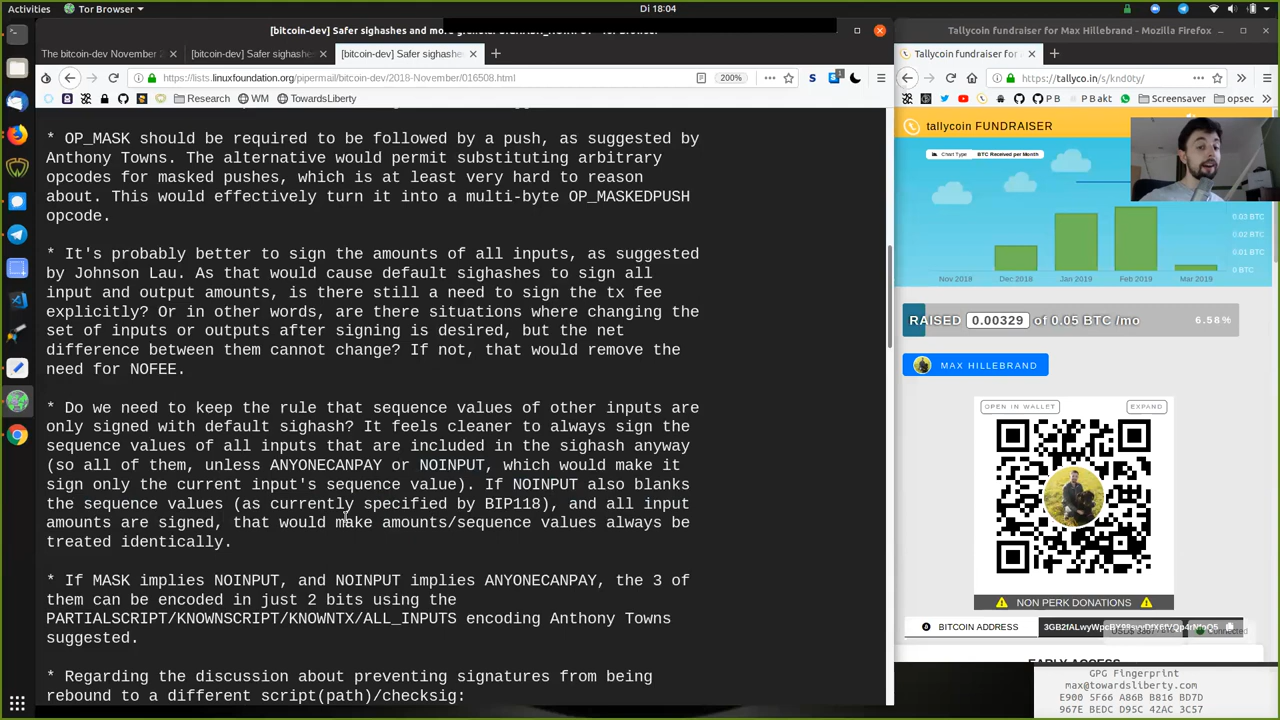 Activities
Tor Browser
Di 18:04
[bitcoin-dev] Safer sighashes and more
Tallycoin fundraiser for Max Hillebrand - Mozilla Firefox
The bitcoin-dev November
[bitcoin-dev] Safer sighashes
[bitcoin-dev] Safer sighashes
Tallycoin fundraiser for Max
https://lists.linuxfoundation.org/pipermail/bitcoin-dev/2018-November/016508.html
200%
https://tallyco.in/s/knd0ty/
Research
WM
TowardsLiberty
P B
P B akt
Screensaver
opsec
* OP_MASK should be required to be followed by a push, as suggested by
Anthony Towns. The alternative would permit substituting arbitrary
opcodes for masked pushes, which is at least very hard to reason
about. This would effectively turn it into a multi-byte OP_MASKEDPUSH
opcode.
* It's probably better to sign the amounts of all inputs, as suggested
by Johnson Lau. As that would cause default sighashes to sign all
input and output amounts, is there still a need to sign the tx fee
explicitly? Or in other words, are there situations where changing the
set of inputs or outputs after signing is desired, but the net
difference between them cannot change? If not, that would remove the
need for NOFEE.
* Do we need to keep the rule that sequence values of other inputs are
only signed with default sighash? It feels cleaner to always sign the
sequence values of all inputs that are included in the sighash anyway
(so all of them, unless ANYONECANPAY or NOINPUT, which would make it
sign only the current input's sequence value). If NOINPUT also blanks
the sequence values (as currently specified by BIP118), and all input
amounts are signed, that would make amounts/sequence values always be
treated identically.
* If MASK implies NOINPUT, and NOINPUT implies ANYONECANPAY, the 3 of
them can be encoded in just 2 bits using the
PARTIALSCRIPT/KNOWNSCRIPT/KNOWNTX/ALL_INPUTS encoding Anthony Towns
suggested.
* Regarding the discussion about preventing signatures from being
rebound to a different script(path)/checksig:
tallycoin FUNDRAISER
Chart Type
BTC Received per Month
0.03 BTC
0.02 BTC
0.01 BTC
0 BTC
Nov 2018
Dec 2018
Jan 2019
Feb 2019
Mar 2019
RAISED 0.00329 of 0.05 BTC /mo
6.58%
MAX HILLEBRAND
OPEN IN WALLET
EXPAND
NON PERK DONATIONS
BITCOIN ADDRESS
Connected
EARLY ACCESS
GPG Fingerprint
max@towardsliberty.com
E900 5F66 A86B B816 BD7D
967E BEDC D95C 42AC 3C57